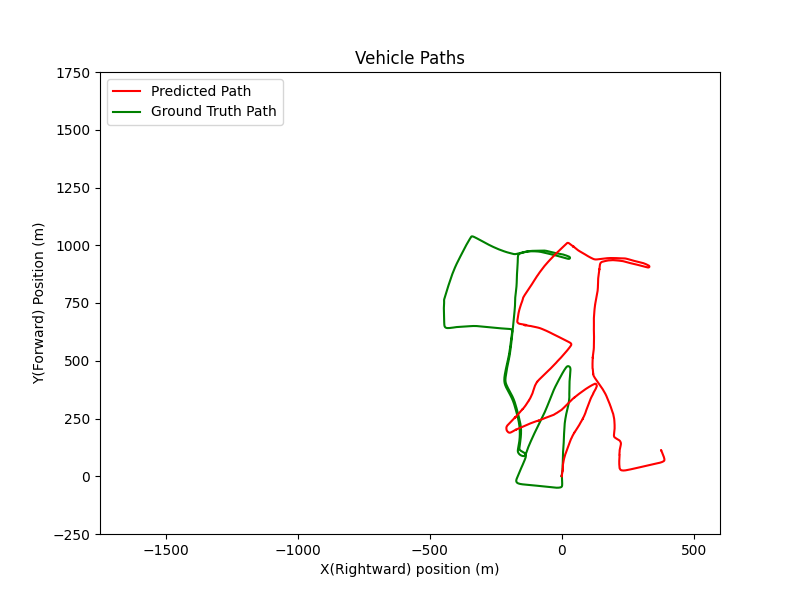 Vehicle Paths
Predicted Path
Ground Truth Path
1750
1500
1250
1000
750
500
250
0
−250
−1500
−1000
−500
0
500
X(Rightward) position (m)
Y(Forward) Position (m)